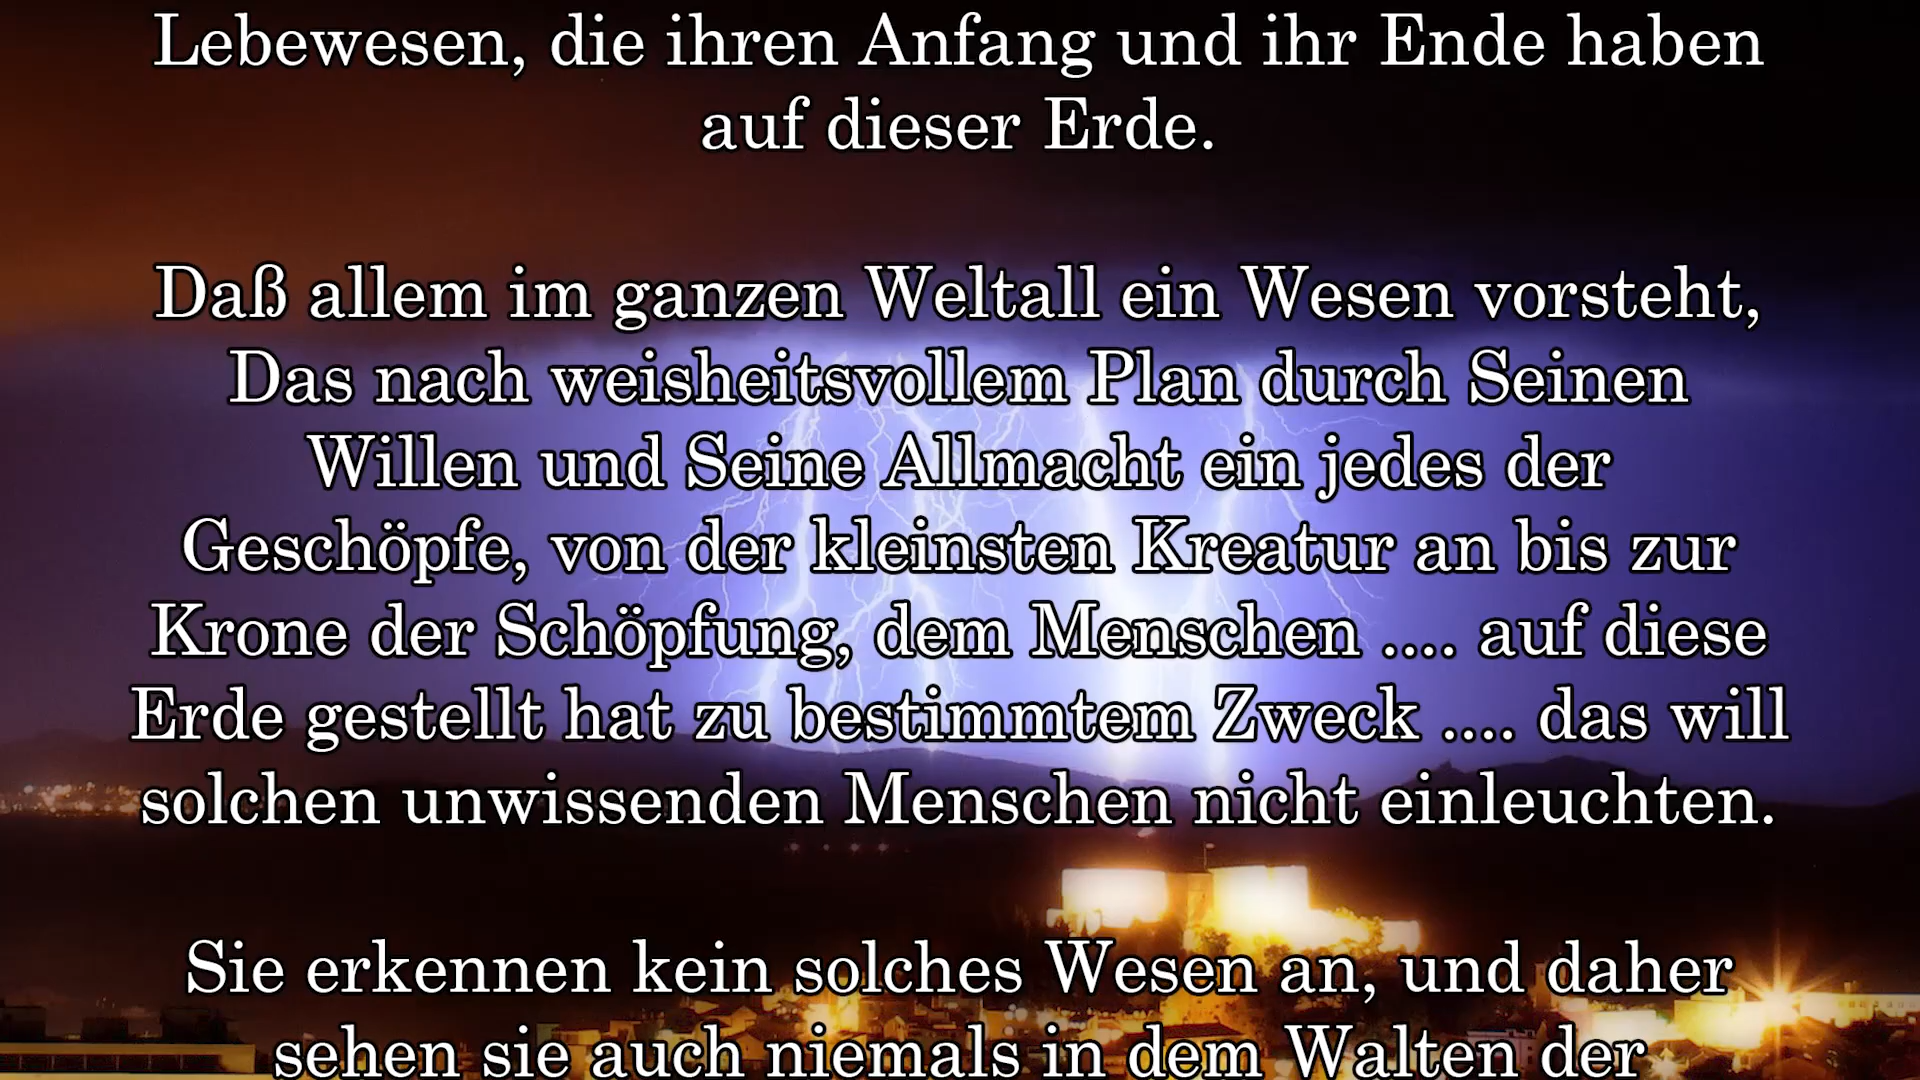 Lebewesen, die ihren Anfang und ihr Ende haben
auf dieser Erde.
Daß allem im ganzen Weltall ein Wesen vorsteht,
Das nach weisheitsvollem Plan durch Seinen
Willen und Seine Allmacht ein jedes der
Geschöpfe, von der kleinsten Kreatur an bis zur
Krone der Schöpfung, dem Menschen .... auf diese
Erde gestellt hat zu bestimmtem Zweck .... das will
solchen unwissenden Menschen nicht einleuchten.
Sie erkennen kein solches Wesen an, und daher
sehen sie auch niemals in dem Walten der